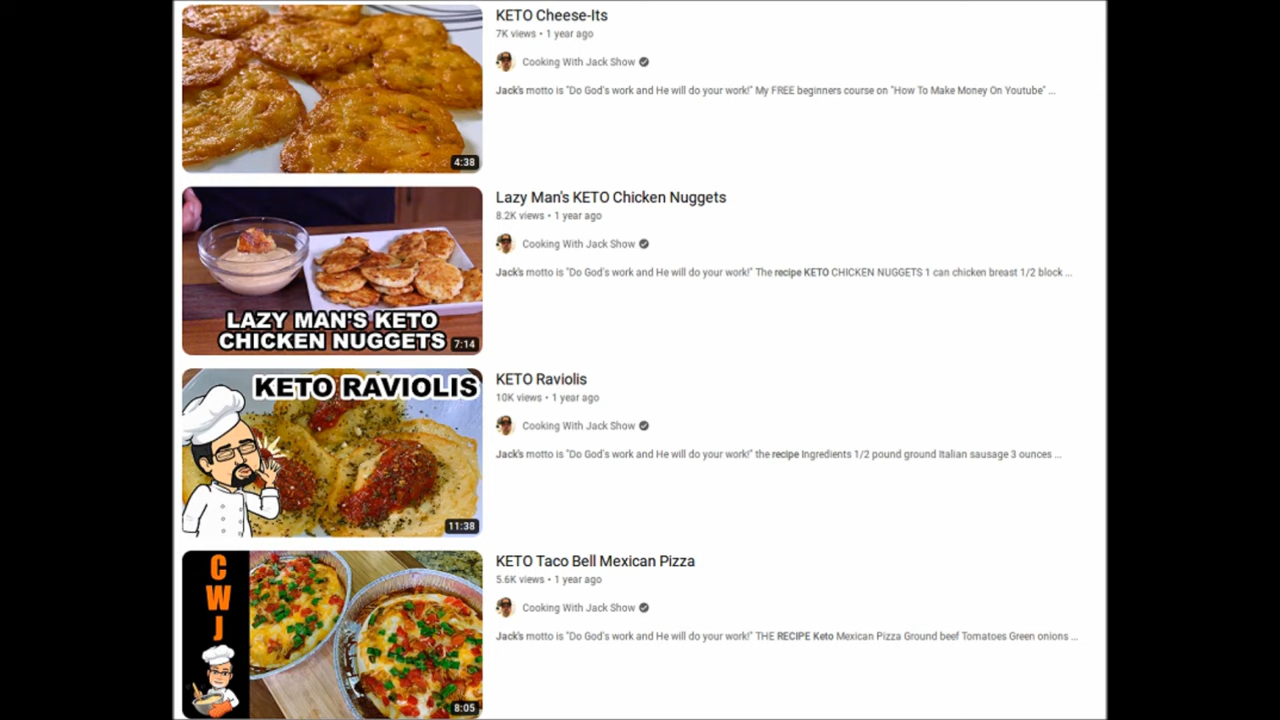 KETO Cheese-Its
7K views • 1 year ago
Cooking With Jack Show
Jack's motto is "Do God's work and He will do your work!" My FREE beginners course on "How To Make Money On Youtube" ...
4:38
Lazy Man's KETO Chicken Nuggets
8.2K views • 1 year ago
Cooking With Jack Show
Jack's motto is "Do God's work and He will do your work!" The recipe KETO CHICKEN NUGGETS 1 can chicken breast 1/2 block ...
LAZY MAN'S KETO
CHICKEN NUGGETS
7:14
KETO RAVIOLIS
KETO Raviolis
10K views • 1 year ago
Cooking With Jack Show
Jack's motto is "Do God's work and He will do your work!" the recipe Ingredients 1/2 pound ground Italian sausage 3 ounces ...
11:38
C
W
J
KETO Taco Bell Mexican Pizza
5.6K views • 1 year ago
Cooking With Jack Show
Jack's motto is "Do God's work and He will do your work!" THE RECIPE Keto Mexican Pizza Ground beef Tomatoes Green onions ...
8:05